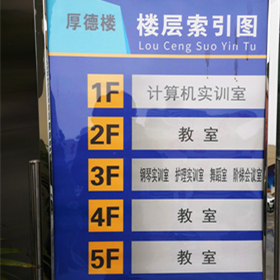 厚德楼 楼层索引图
Lou Ceng Suo Yin Tu
1F 计算机实训室
2F 教室
3F 钢琴实训室 护理实训室 舞蹈室 阶梯会议室
4F 教室
5F 教室